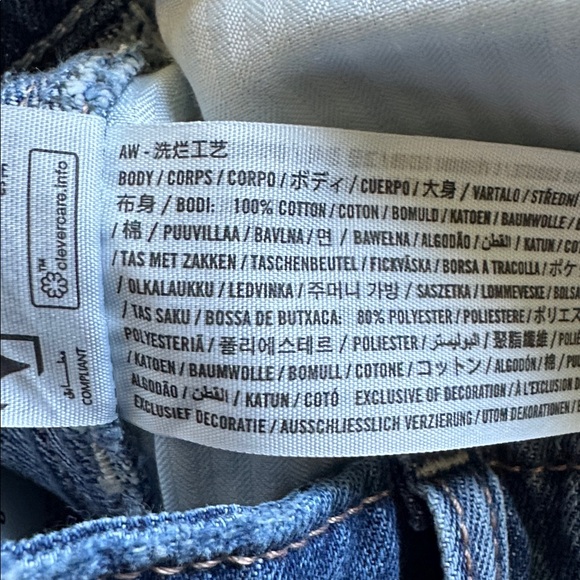 AW - 洗烂工艺
BODY / CORPS / CORPO / ボディ / CUERPO / 大身 / VARTALO / STŘEDNÍ
布身 / BODI: 100% COTTON / COTON / BOMULD / KATOEN / BAUMWOLLE /
/ 棉 / PUUVILLAA / BAVLNA / 면 / BAWEŁNA / ALGODÃO / القطن / KATUN /
/ TAS MET ZAKKEN / TASCHENBEUTEL / FICKVÄSKA / BORSA A TRACOLLA /
/ OLKALAUKKU / LEDVINKA / 주머니 가방 / SASZETKA / LOMMEVESKE /
/ TAS SAKU / BOSSA DE BUTXACA: 80% POLYESTER / POLIESTERE /
POLYESTERIÄ / 폴리에스테르 / POLIESTER / البوليستر / 聚脂纖維 /
/ KATOEN / BAUMWOLLE / BOMULL / COTONE / コットン / ALGODÓN / 棉 /
ALGODÃO / القطن / KATUN / COTÓ EXCLUSIVE OF DECORATION / À L'EXCLUSION
EXCLUSIEF DECORATIE / AUSSCHLIESSLICH VERZIERUNG / UTOM DEKORATIONEN /
clevercare.info
TM
مطابق
COMPLIANT